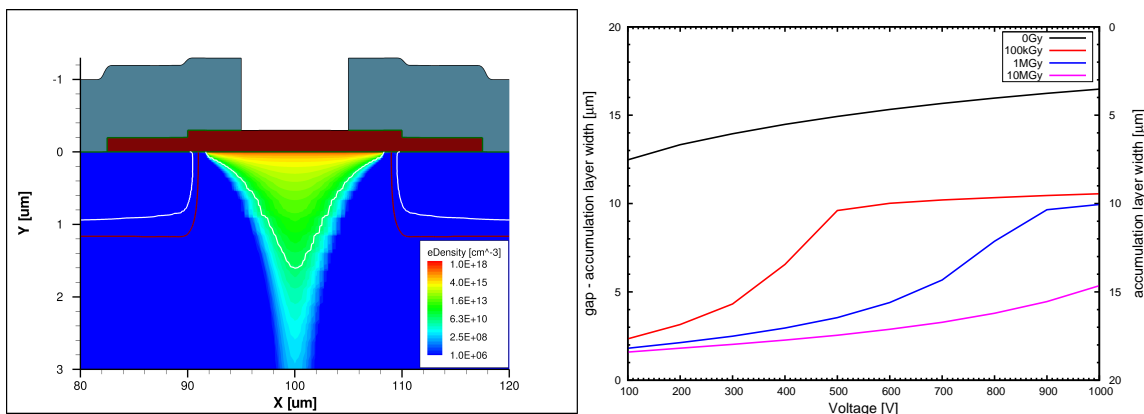 -1
0
1
2
3
Y [um]
80
90
100
110
120
X [um]
eDensity [cm^-3]
1.0E+18
4.0E+15
1.6E+13
6.3E+10
2.5E+08
1.0E+06
20
15
10
5
0
gap - accumulation layer width [µm]
100
200
300
400
500
600
700
800
900
1000
Voltage [V]
0Gy
100kGy
1MGy
10MGy
0
5
10
15
20
accumulation layer width [µm]